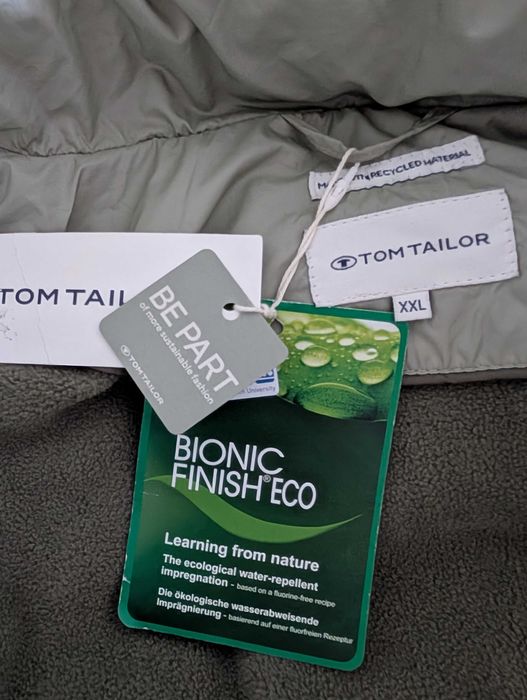 RECYCLED MATERIAL
TOM TAILOR
XXL
TOM TAIL
BE PART
of more sustainable fashion
TOM TAILOR
University
BIONIC
FINISH® ECO
Learning from nature
The ecological water-repellent
impregnation - based on a fluorine-free recipe
Die ökologische wasserabweisende
Imprägnierung - basierend auf einer fluorfreien Rezeptur